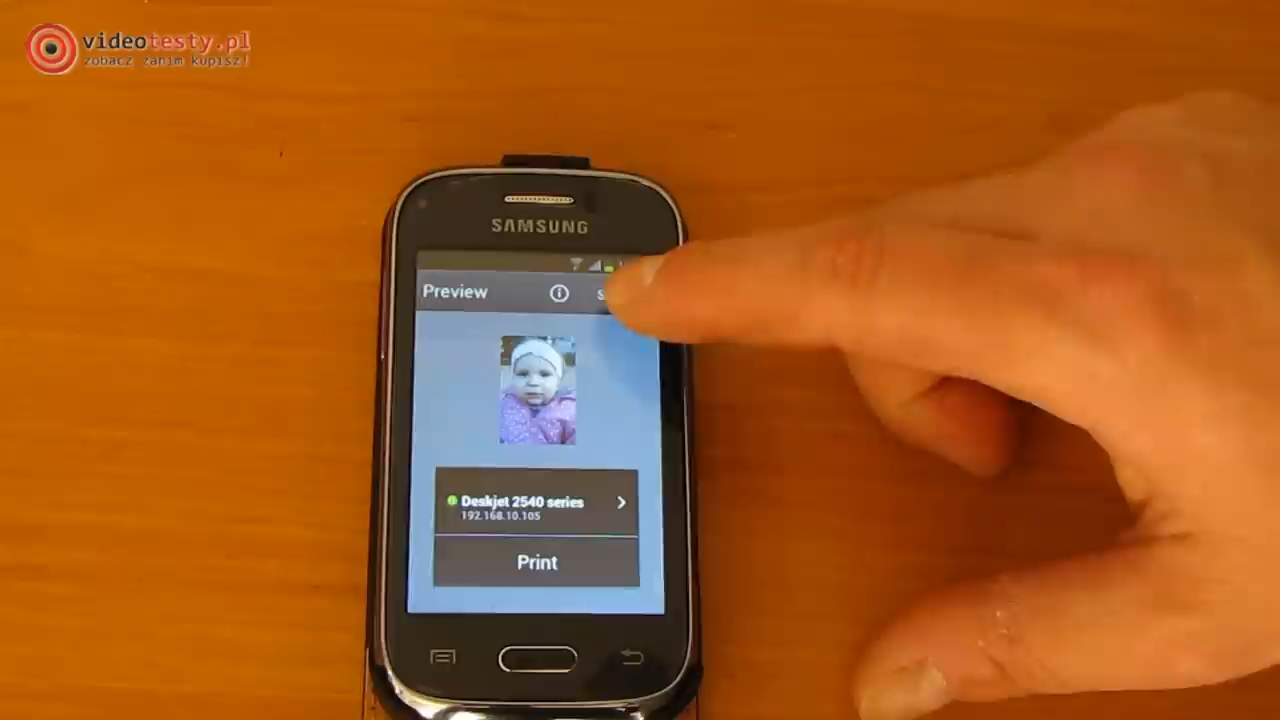 videotesty.pl
zobacz zanim kupisz!
SAMSUNG
Preview
Deskjet 2540 series
192.168.10.105
Print